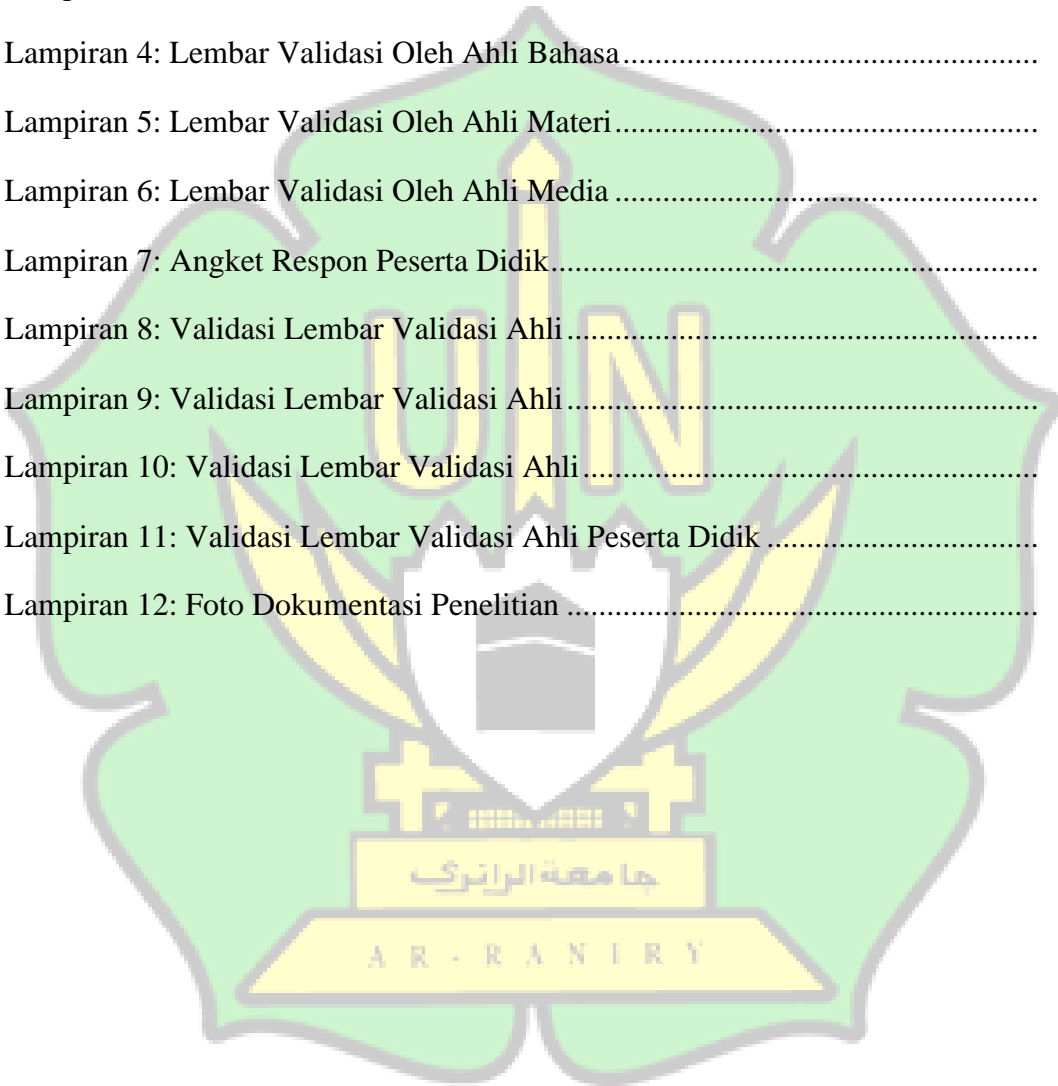 Lampiran 4: Lembar Validasi Oleh Ahli Bahasa.....................................................
Lampiran 5: Lembar Validasi Oleh Ahli Materi......................................................
Lampiran 6: Lembar Validasi Oleh Ahli Media ......................................................
Lampiran 7: Angket Respon Peserta Didik..............................................................
Lampiran 8: Validasi Lembar Validasi Ahli ............................................................
Lampiran 9: Validasi Lembar Validasi Ahli ............................................................
Lampiran 10: Validasi Lembar Validasi Ahli..........................................................
Lampiran 11: Validasi Lembar Validasi Ahli Peserta Didik ..................................
Lampiran 12: Foto Dokumentasi Penelitian ............................................................
UIN
جامعة الرانري
AR-RANIRY